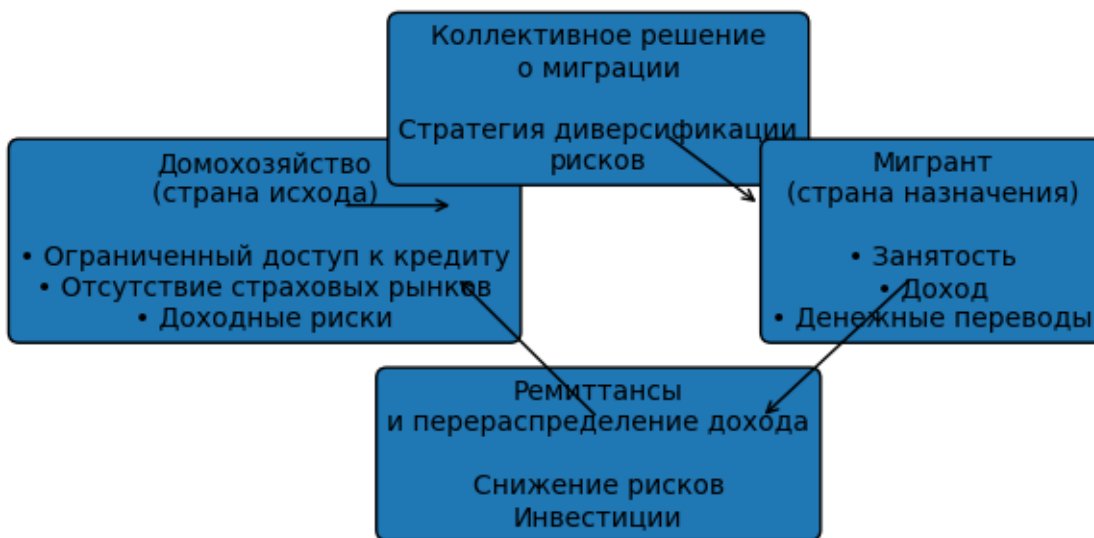 Коллективное решение
о миграции
Стратегия диверсификации
рисков
Домохозяйство
(страна исхода)
• Ограниченный доступ к кредиту
• Отсутствие страховых рынков
• Доходные риски
Мигрант
(страна назначения)
• Занятость
• Доход
• Денежные переводы
Ремиттансы
и перераспределение дохода
Снижение рисков
Инвестиции